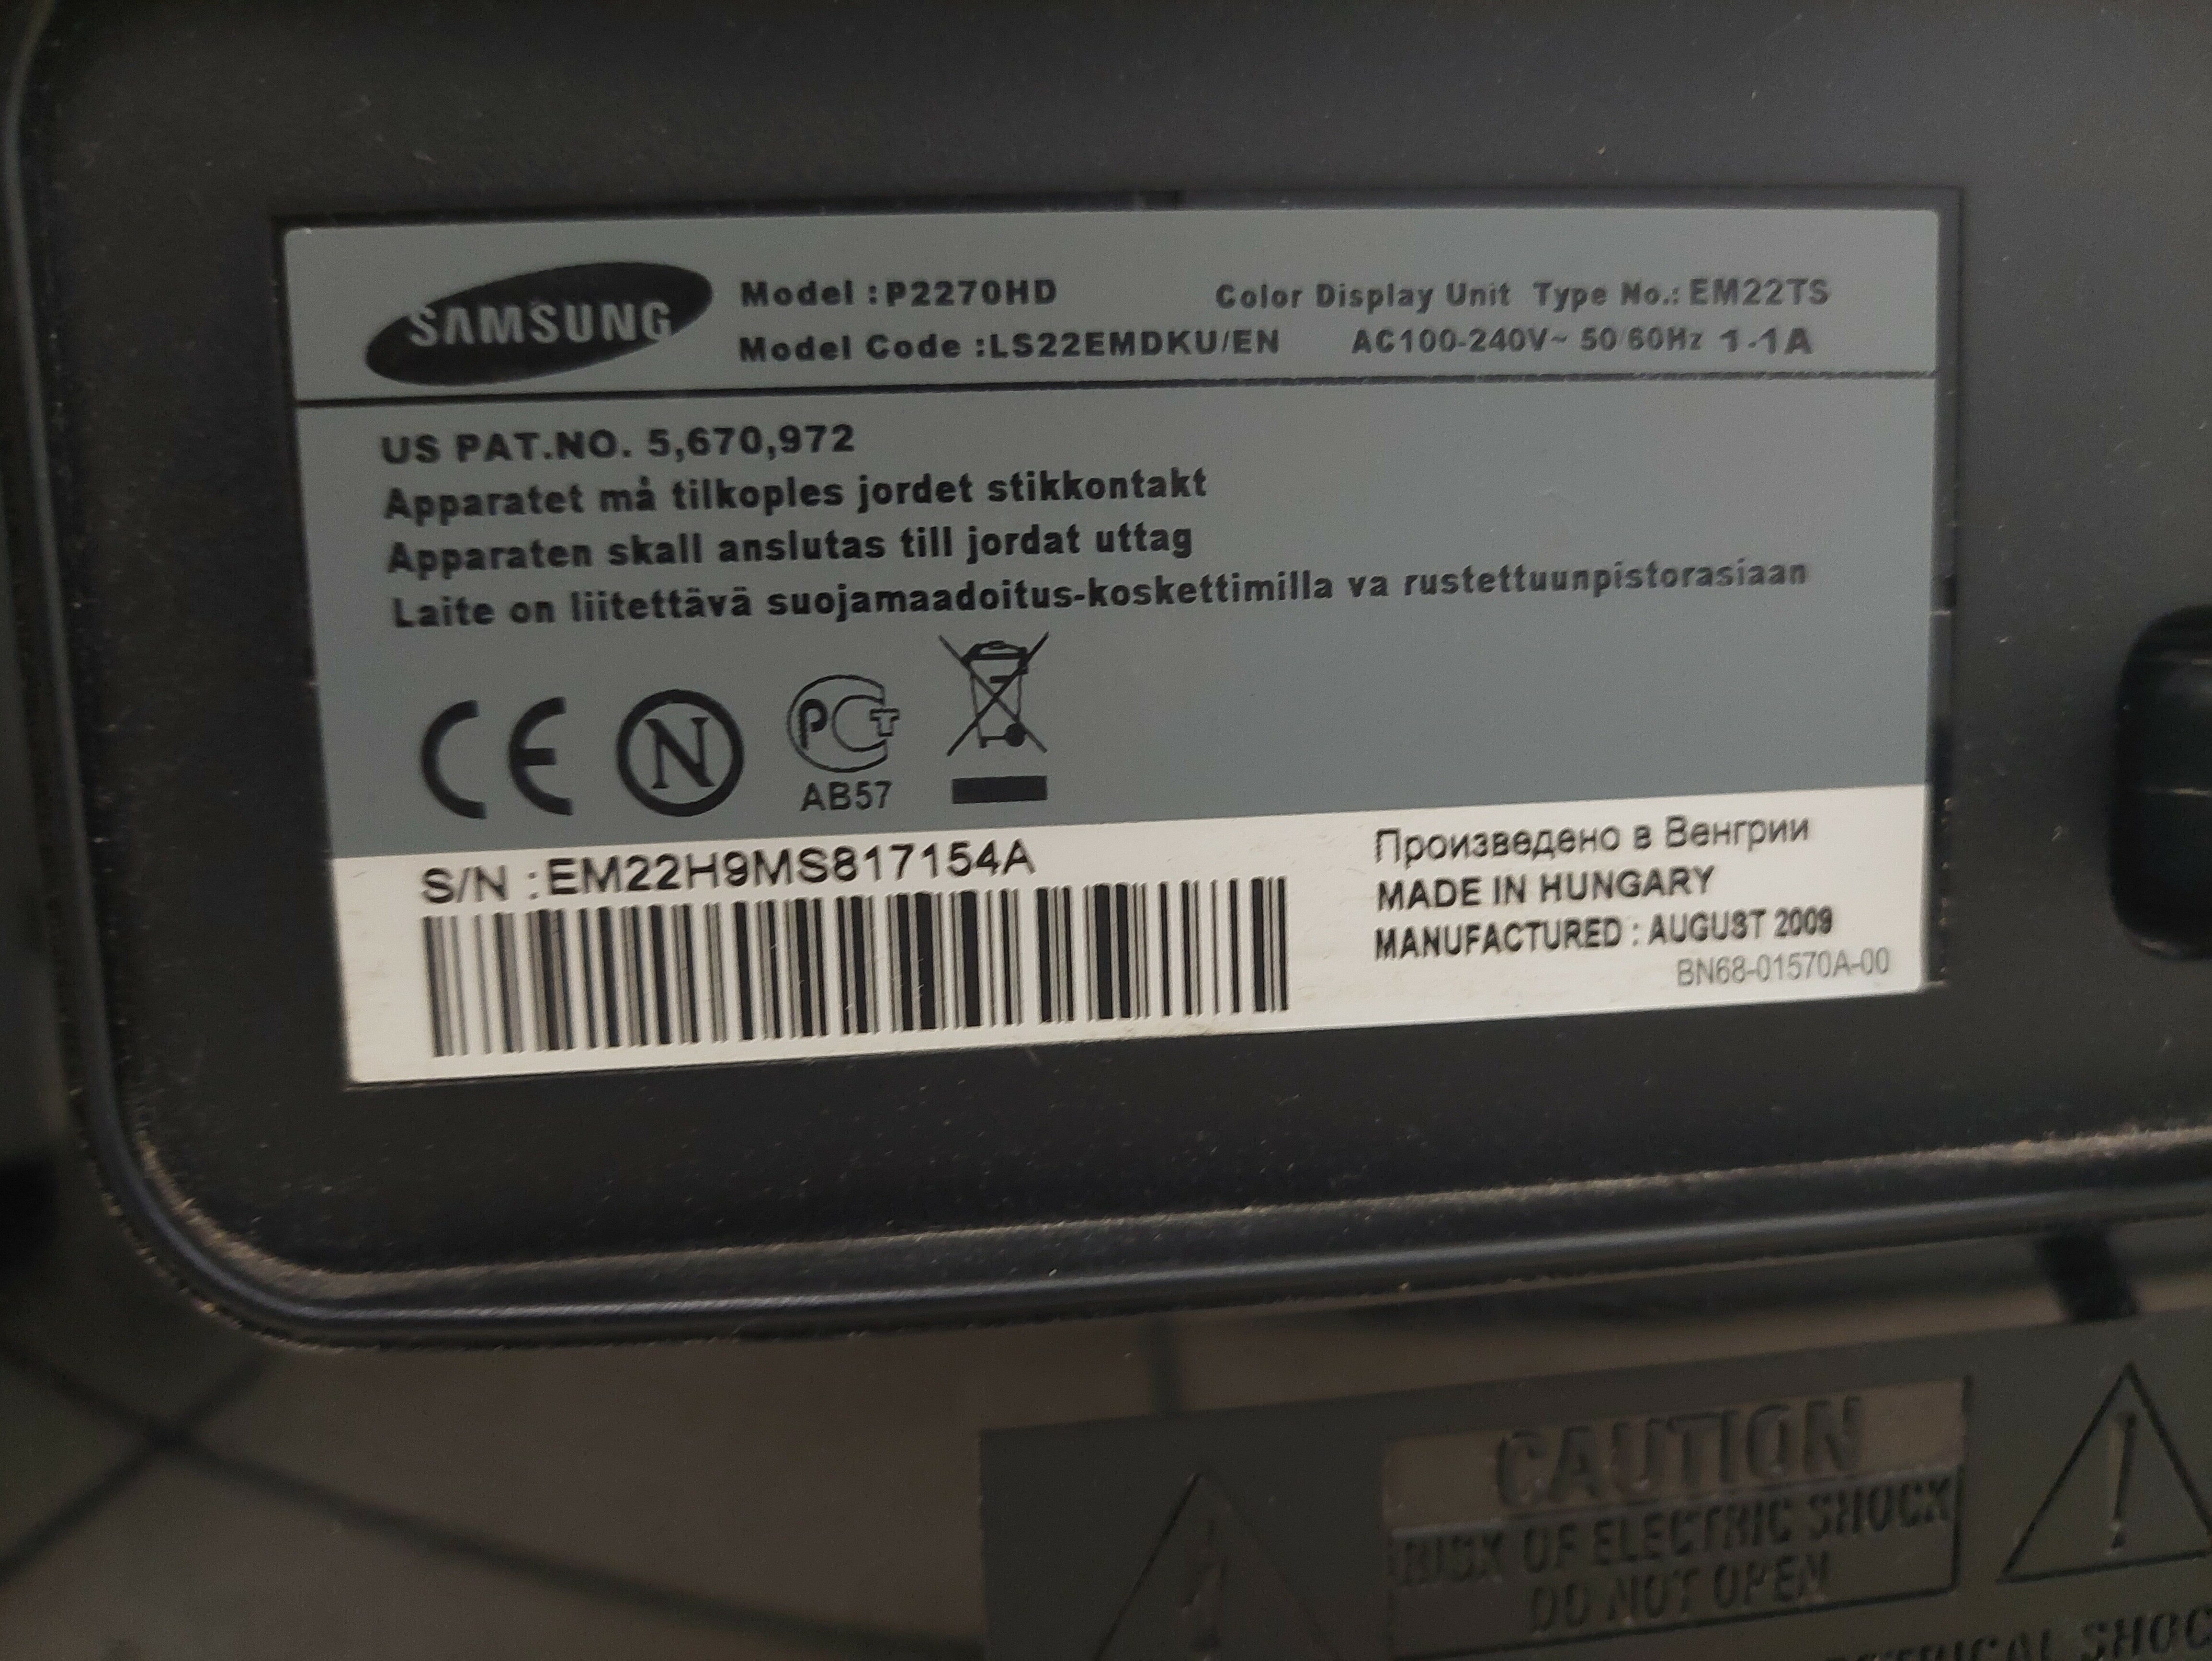 SAMSUNG
Model : P2270HD
Color Display Unit Type No.: EM22TS
Model Code :LS22EMDKU/EN
AC100-240V~ 50/60Hz 1.1A
US PAT.NO. 5,670,972
Apparatet må tilkoples jordet stikkontakt
Apparaten skall anslutas till jordat uttag
Laite on liitettävä suojamaadoitus-koskettimilla va rustettuunpistorasiaan
CE
N
PCT
AB57
S/N :EM22H9MS817154A
Произведено в Венгрии
MADE IN HUNGARY
MANUFACTURED : AUGUST 2009
BN68-01570A-00
CAUTION
RISK OF ELECTRIC SHOCK
DO NOT OPEN